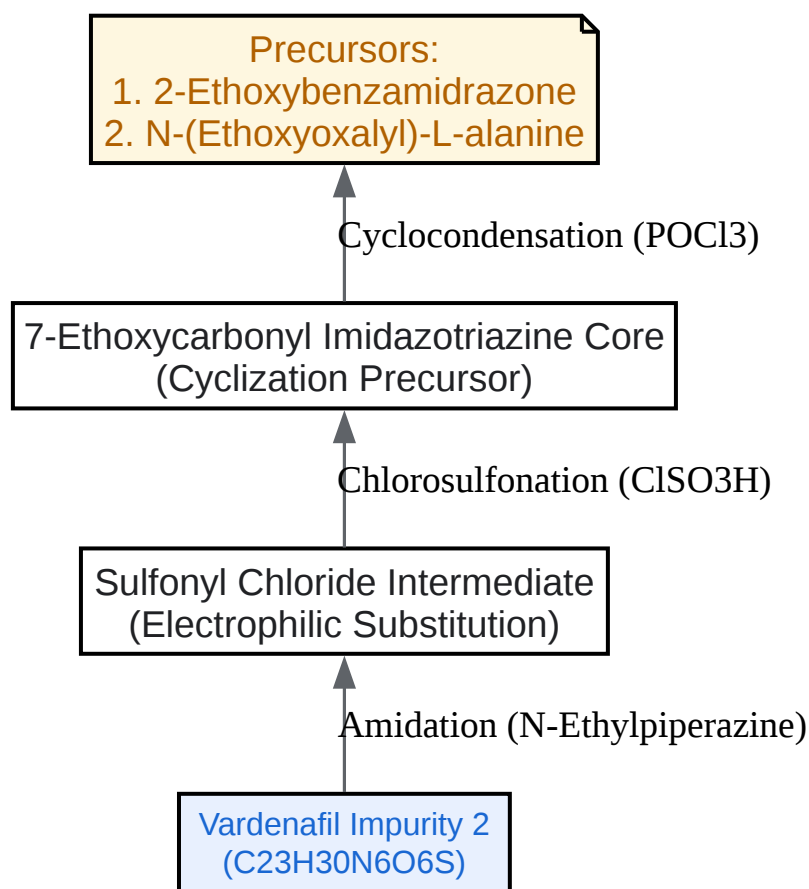 Precursors:
1. 2-Ethoxybenzamidrazone
2. N-(Ethoxyoxalyl)-L-alanine
Cyclocondensation (POCl3)
7-Ethoxycarbonyl Imidazotriazine Core
(Cyclization Precursor)
Chlorosulfonation (ClSO3H)
Sulfonyl Chloride Intermediate
(Electrophilic Substitution)
Amidation (N-Ethylpiperazine)
Vardenafil Impurity 2
(C23H30N6O6S)